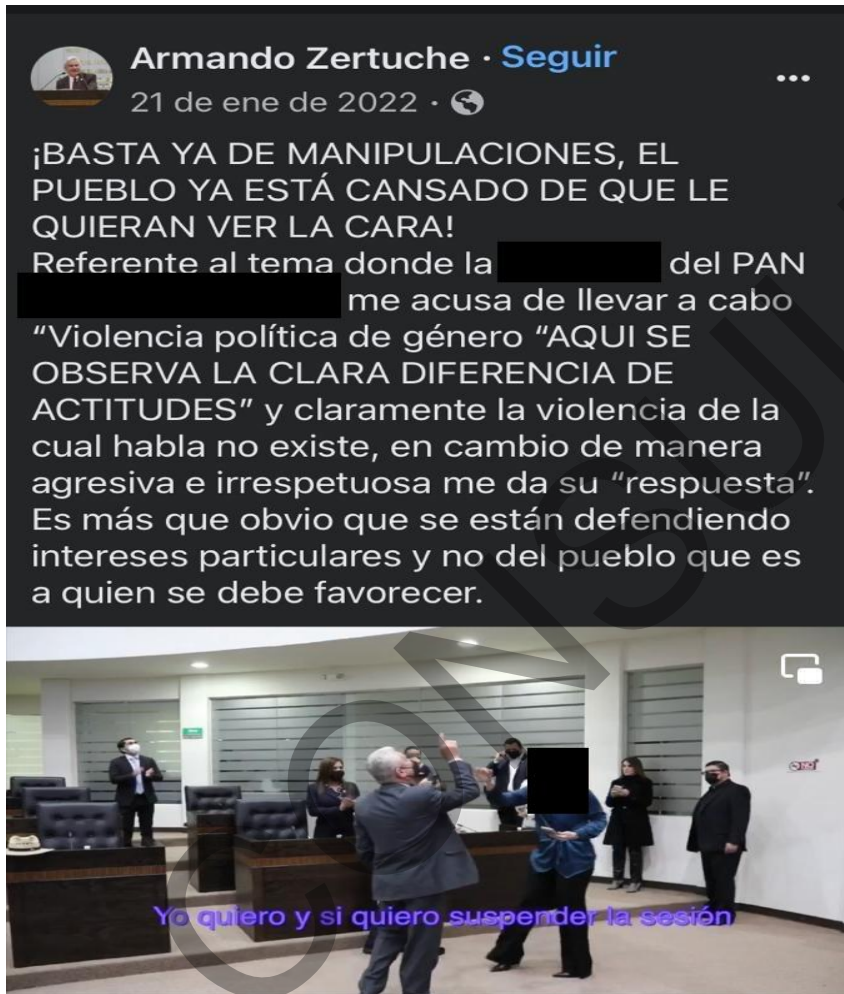 Armando Zertuche · Seguir
21 de ene de 2022 ·
¡BASTA YA DE MANIPULACIONES, EL
PUEBLO YA ESTÁ CANSADO DE QUE LE
QUIERAN VER LA CARA!
Referente al tema donde la del PAN
me acusa de llevar a cabo
“Violencia política de género “AQUI SE
OBSERVA LA CLARA DIFERENCIA DE
ACTITUDES” y claramente la violencia de la
cual habla no existe, en cambio de manera
agresiva e irrespetuosa me da su “respuesta”.
Es más que obvio que se están defendiendo
intereses particulares y no del pueblo que es
a quien se debe favorecer.
Yo quiero y si quiero suspender la sesión
CONSU